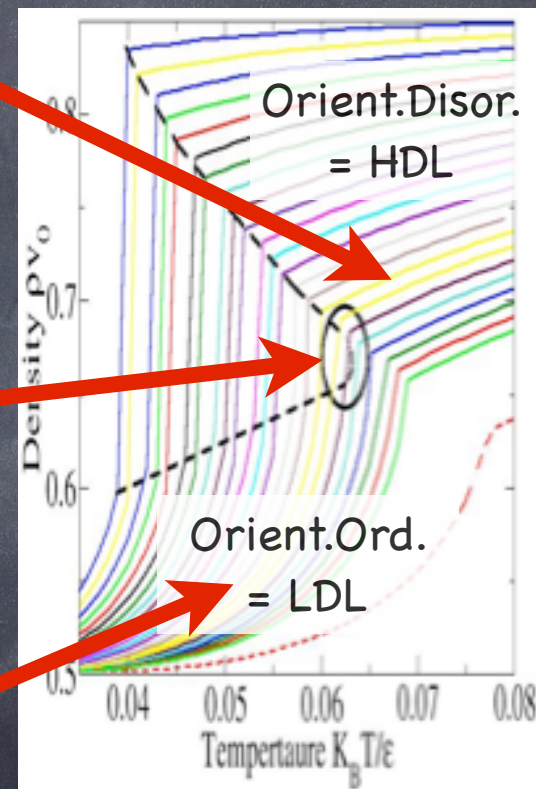 Orient.Disor.
= HDL
Orient.Ord.
= LDL
Density ρv₀
0.8
0.7
0.6
0.5
0.04 0.05 0.06 0.07 0.08
Tempertaure K_BT/ε